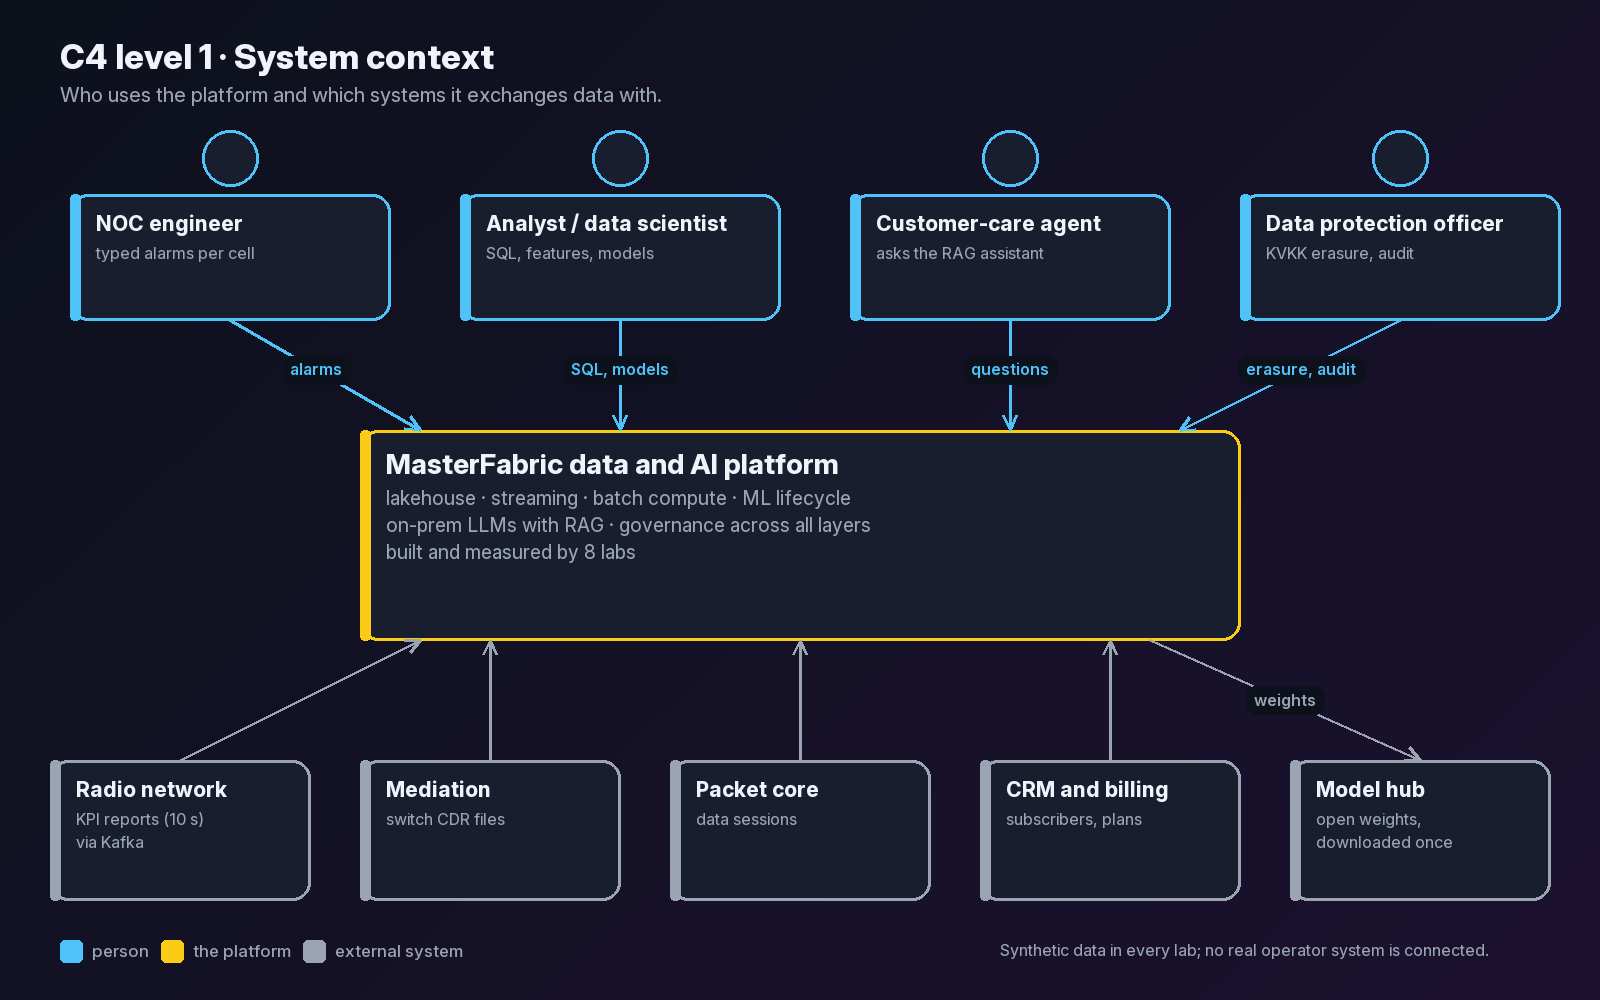 C4 level 1 · System context
Who uses the platform and which systems it exchanges data with.
NOC engineer
typed alarms per cell
Analyst / data scientist
SQL, features, models
Customer-care agent
asks the RAG assistant
Data protection officer
KVKK erasure, audit
alarms
SQL, models
questions
erasure, audit
MasterFabric data and AI platform
lakehouse · streaming · batch compute · ML lifecycle
on-prem LLMs with RAG · governance across all layers
built and measured by 8 labs
weights
Radio network
KPI reports (10 s)
via Kafka
Mediation
switch CDR files
Packet core
data sessions
CRM and billing
subscribers, plans
Model hub
open weights,
downloaded once
person
the platform
external system
Synthetic data in every lab; no real operator system is connected.